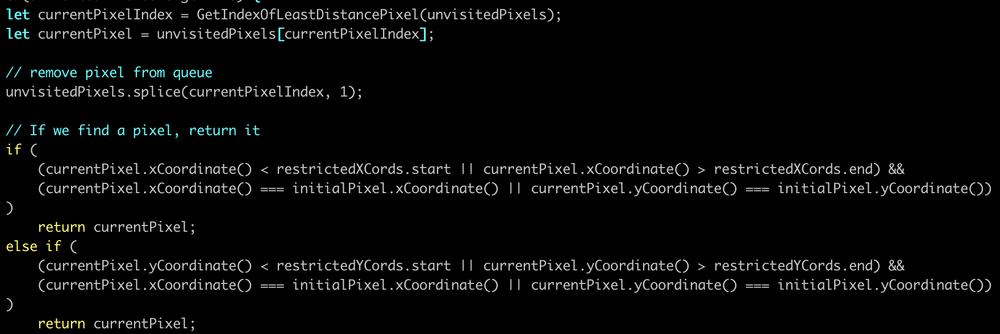 let currentPixelIndex = GetIndexOfLeastDistancePixel(unvisitedPixels);
let currentPixel = unvisitedPixels[currentPixelIndex];
// remove pixel from queue
unvisitedPixels.splice(currentPixelIndex, 1);
// If we find a pixel, return it
if (
(currentPixel.xCoordinate() < restrictedXCords.start || currentPixel.xCoordinate() > restrictedXCords.end) &&
(currentPixel.xCoordinate() === initialPixel.xCoordinate() || currentPixel.yCoordinate() === initialPixel.yCoordinate())
)
return currentPixel;
else if (
(currentPixel.yCoordinate() < restrictedYCords.start || currentPixel.yCoordinate() > restrictedYCords.end) &&
(currentPixel.xCoordinate() === initialPixel.xCoordinate() || currentPixel.yCoordinate() === initialPixel.yCoordinate())
)
return currentPixel;